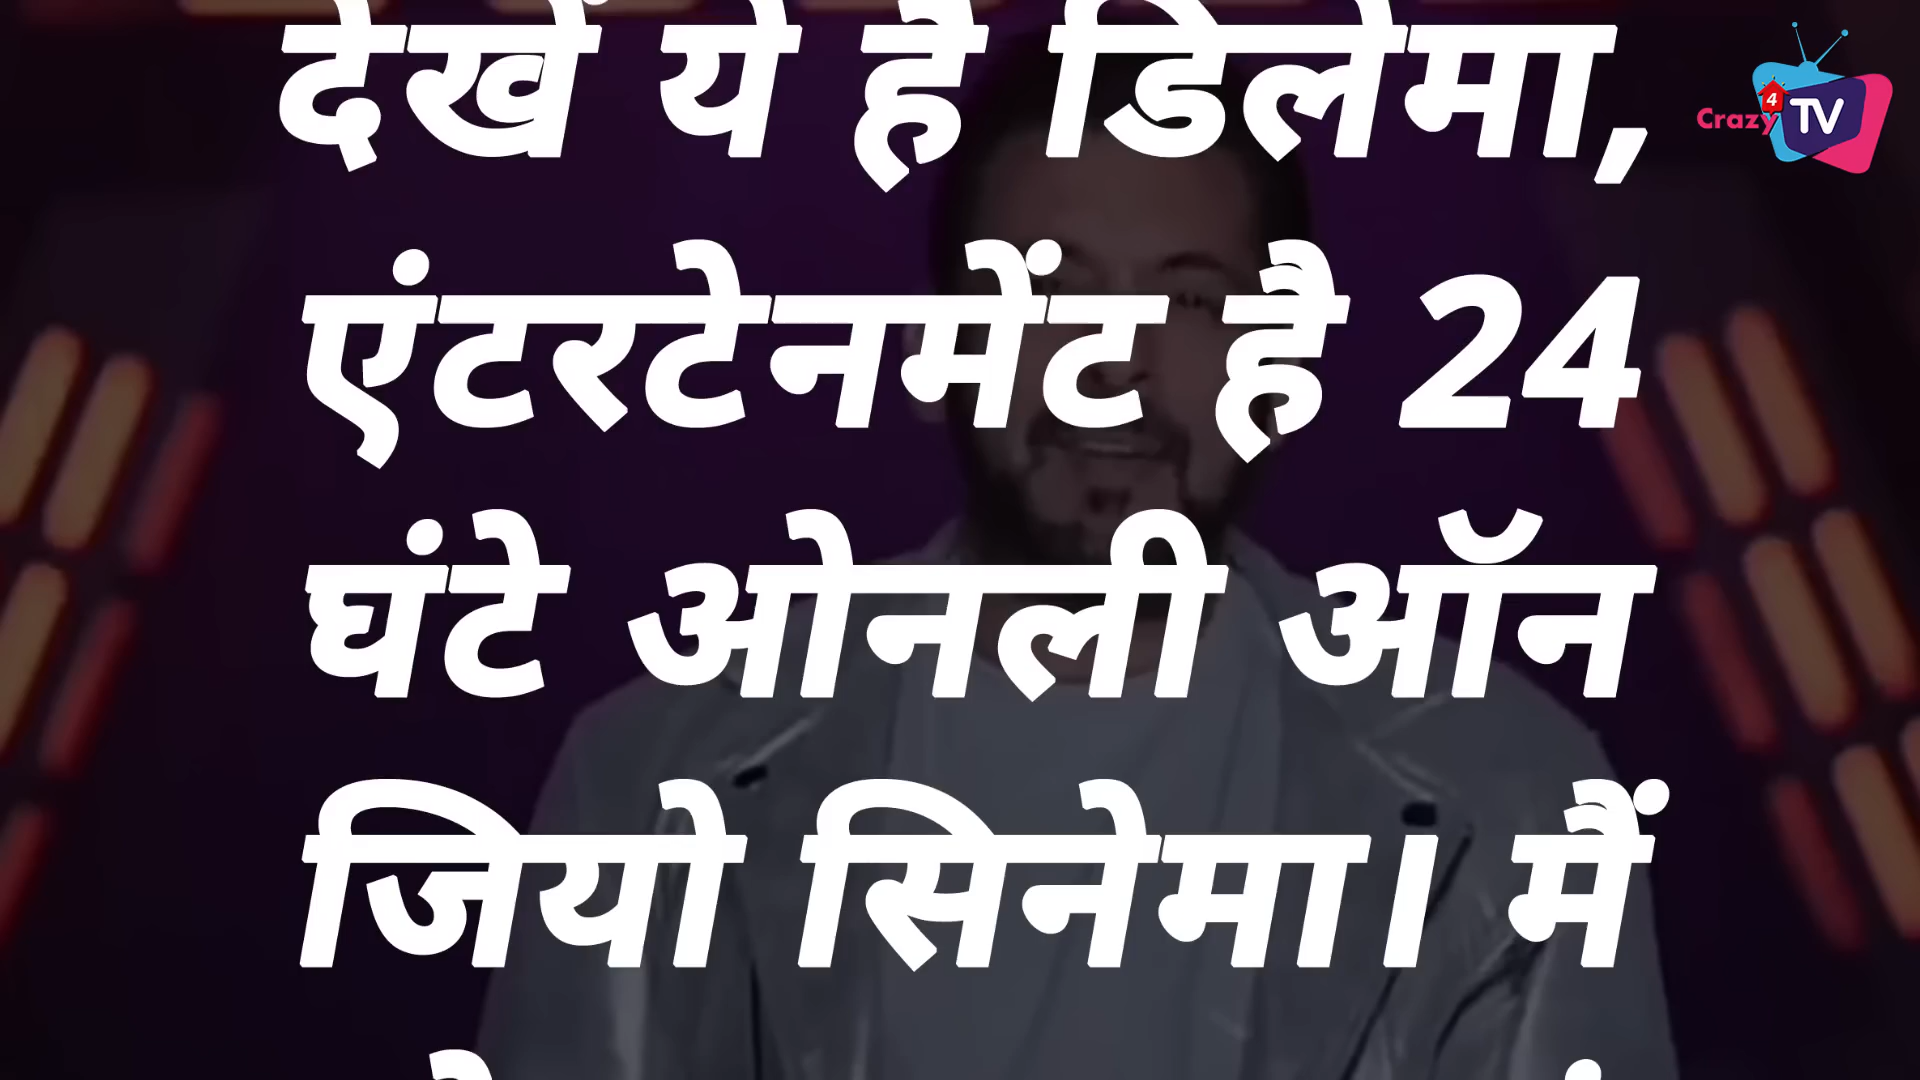 देखें ये है डिलेमा,
एंटरटेनमेंट है 24
घंटे ओनली ऑन
जियो सिनेमा। मैं
Crazy 4 TV